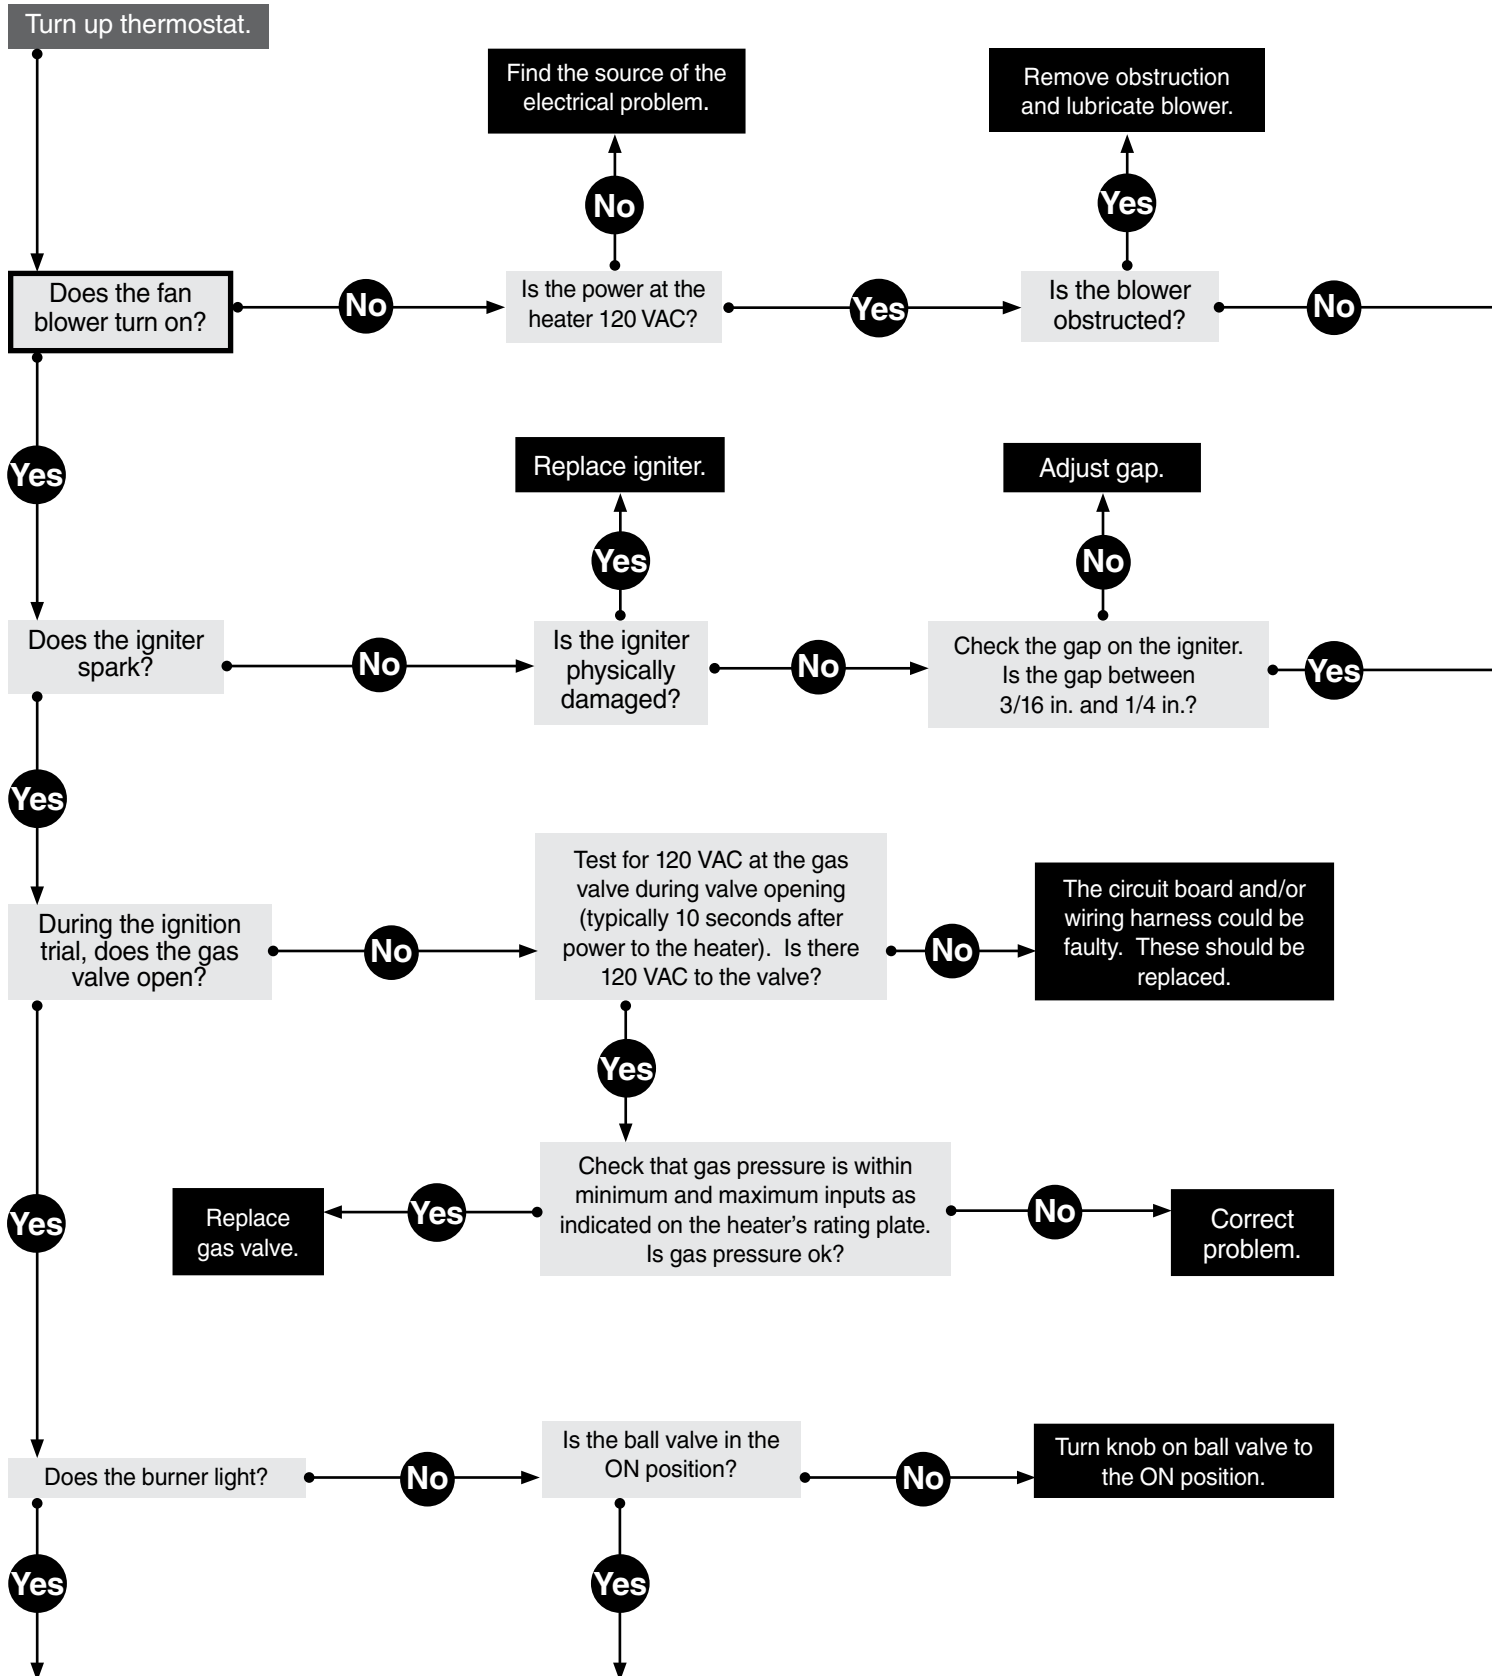 Turn up thermostat.
Find the source of the
electrical problem.
Remove obstruction
and lubricate blower.
No
Yes
Does the fan
blower turn on?
No
Is the power at the
heater 120 VAC?
Yes
Is the blower
obstructed?
No
Yes
Replace igniter.
Adjust gap.
Yes
No
Does the igniter
spark?
No
Is the igniter
physically
damaged?
No
Check the gap on the igniter.
Is the gap between
3/16 in. and 1/4 in.?
Yes
Yes
During the ignition
trial, does the gas
valve open?
No
Test for 120 VAC at the gas
valve during valve opening
(typically 10 seconds after
power to the heater).  Is there
120 VAC to the valve?
No
The circuit board and/or
wiring harness could be
faulty.  These should be
replaced.
Yes
Yes
Replace
gas valve.
Yes
Check that gas pressure is within
minimum and maximum inputs as
indicated on the heater’s rating plate.
Is gas pressure ok?
No
Correct
problem.
Does the burner light?
No
Is the ball valve in the
ON position?
No
Turn knob on ball valve to
the ON position.
Yes
Yes